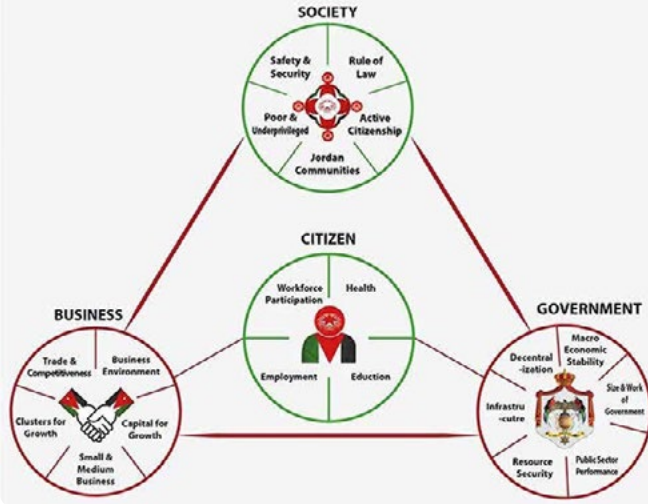 SOCIETY
Safety &
Security
Rule of
Law
Poor &
Underprivileged
Active
Citizenship
Jordan
Communities
CITIZEN
Workforce
Participation
Health
Employment
Eduction
BUSINESS
Trade &
Competitiveness
Business
Environment
Clusters for
Growth
Capital for
Growth
Small &
Medium
Business
GOVERNMENT
Decentral
-ization
Macro
Economic
Stability
Size & Work
of
Government
Infrastru
-cutre
Resource
Security
Public Sector
Performance